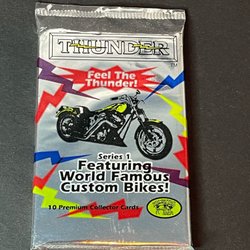 THUNDER
Feel The
Thunder!
Series 1
Featuring
World Famous
Custom Bikes!
10 Premium Collector Cards